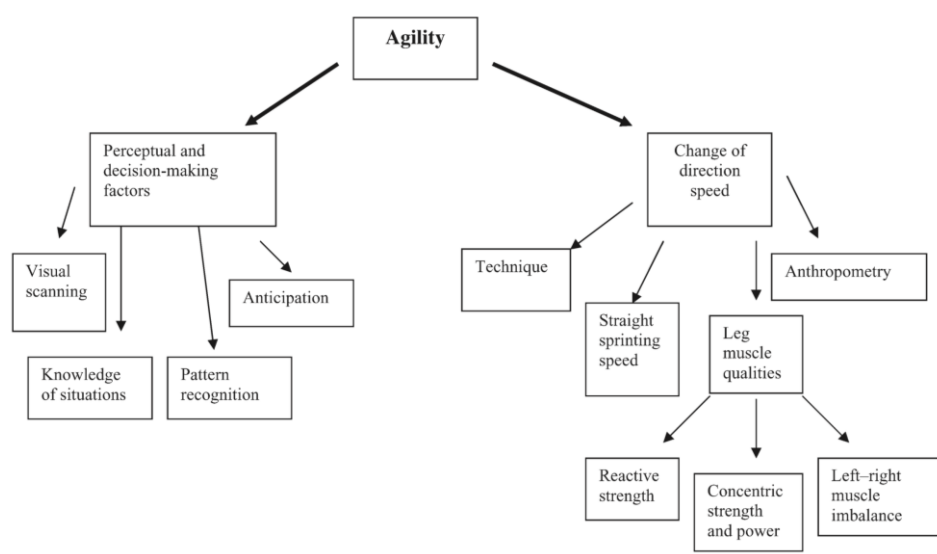 Agility
Perceptual and
decision-making
factors
Change of
direction
speed
Visual
scanning
Anticipation
Technique
Anthropometry
Knowledge
of situations
Pattern
recognition
Straight
sprinting
speed
Leg
muscle
qualities
Reactive
strength
Concentric
strength
and power
Left–right
muscle
imbalance